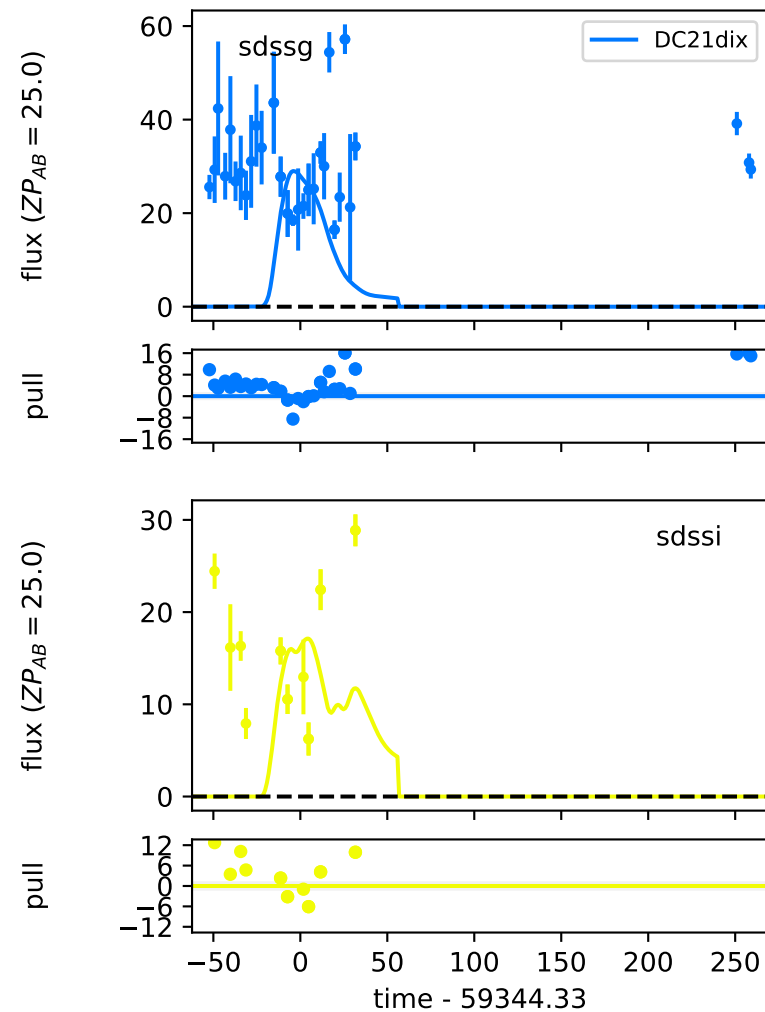 60
40
20
0
flux (ZP_AB = 25.0)
sdssg
DC21dix
16
8
0
−8
−16
pull
30
20
10
0
flux (ZP_AB = 25.0)
sdssi
12
6
0
−6
−12
pull
−50 0 50 100 150 200 250
time - 59344.33